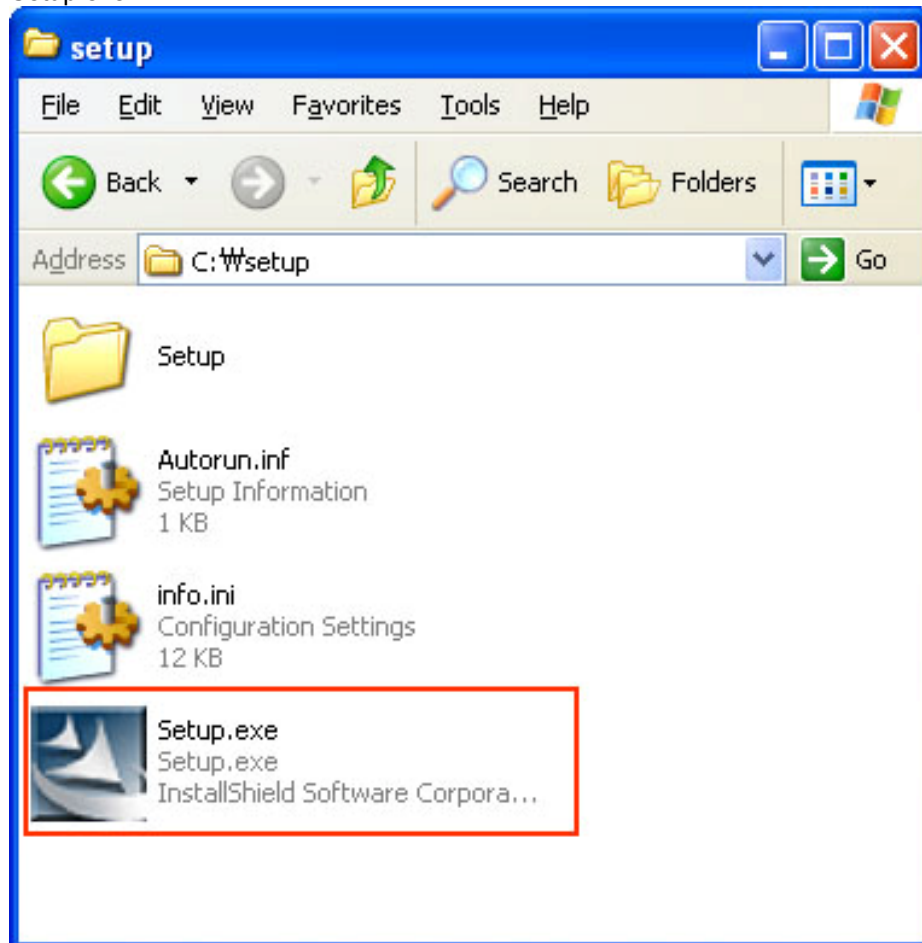 setup
File Edit View Favorites Tools Help
Back Search Folders
Address C:₩setup Go
Setup
Autorun.inf
Setup Information
1 KB
info.ini
Configuration Settings
12 KB
Setup.exe
Setup.exe
InstallShield Software Corpora...